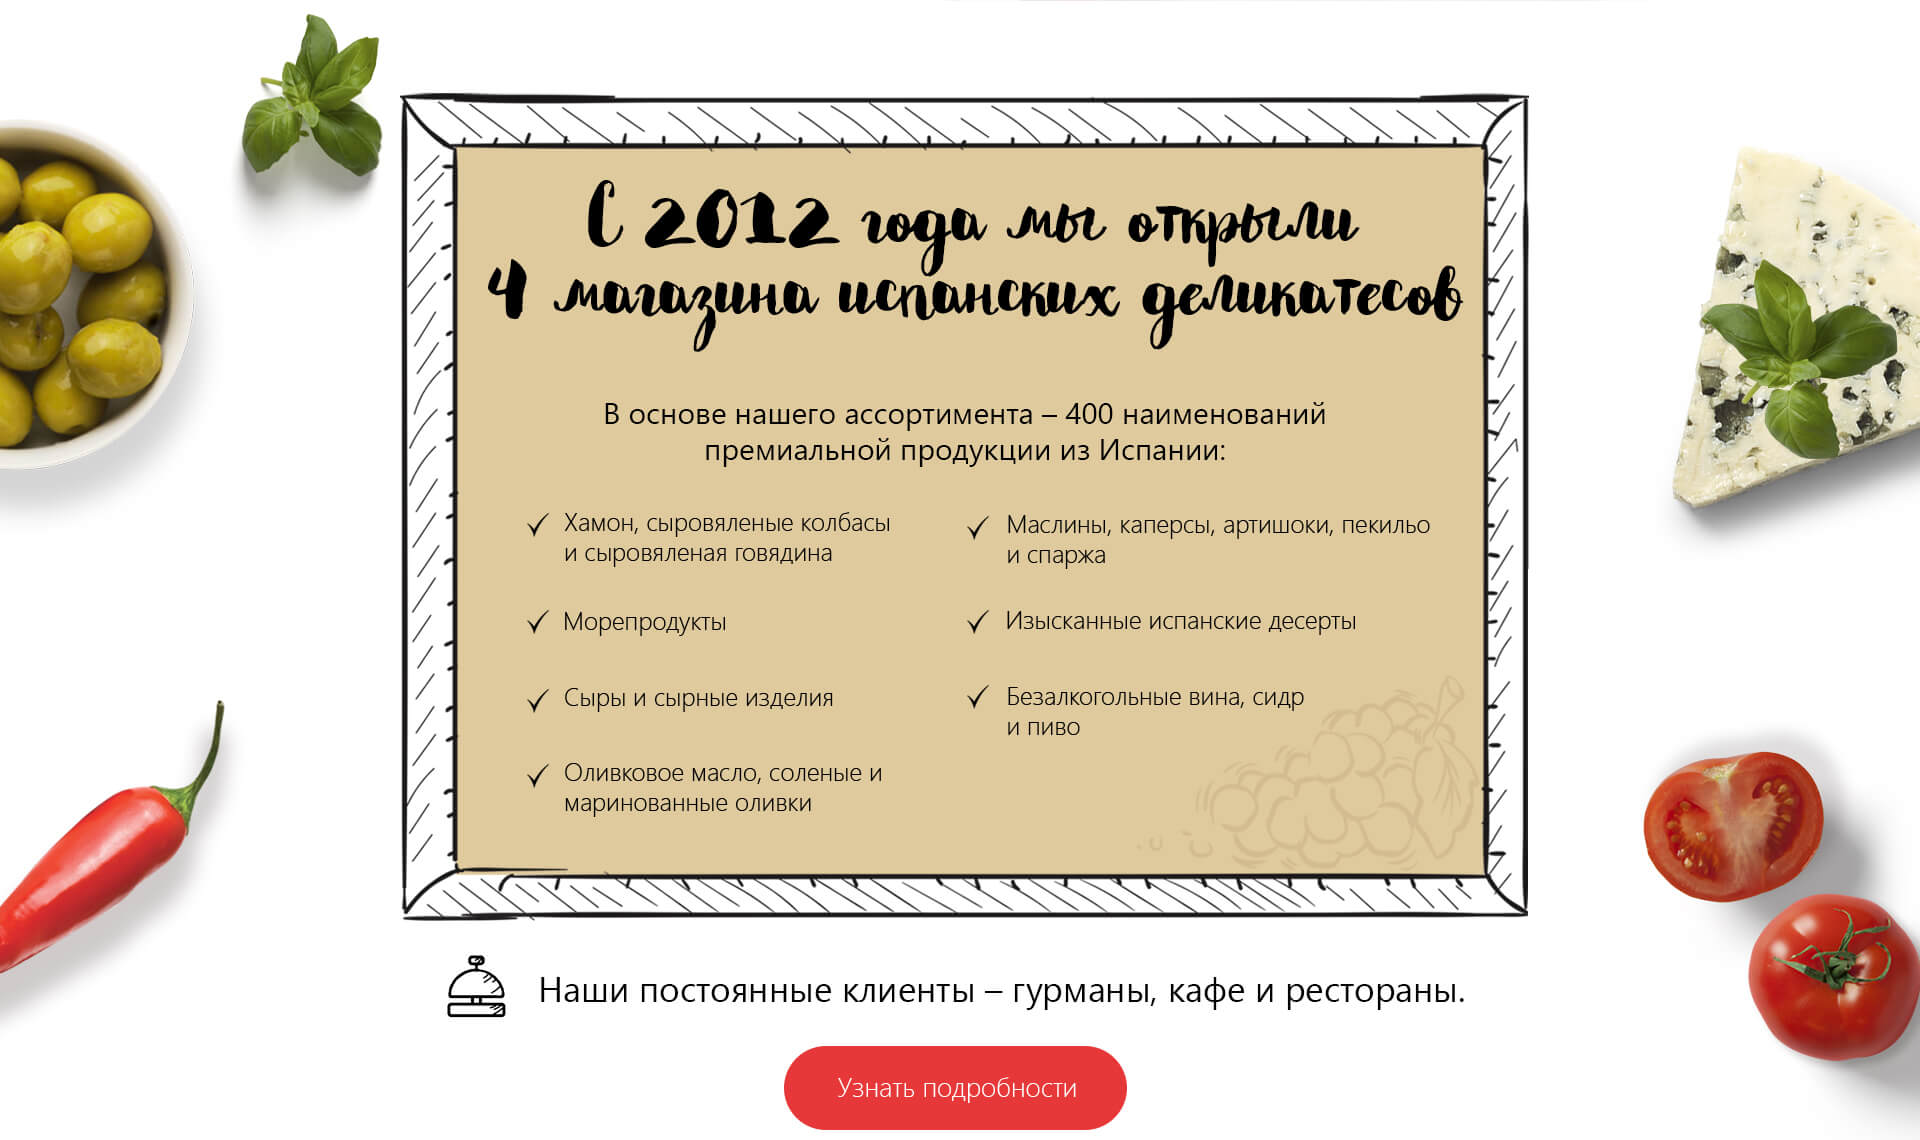 С 2012 года мы открыли
4 магазина испанских деликатесов
В основе нашего ассортимента – 400 наименований
премиальной продукции из Испании:
Хамон, сыровяленые колбасы
и сыровяленая говядина
Морепродукты
Сыры и сырные изделия
Оливковое масло, соленые и
маринованные оливки
Маслины, каперсы, артишоки, пекильо
и спаржа
Изысканные испанские десерты
Безалкогольные вина, сидр
и пиво
Наши постоянные клиенты – гурманы, кафе и рестораны.
Узнать подробности